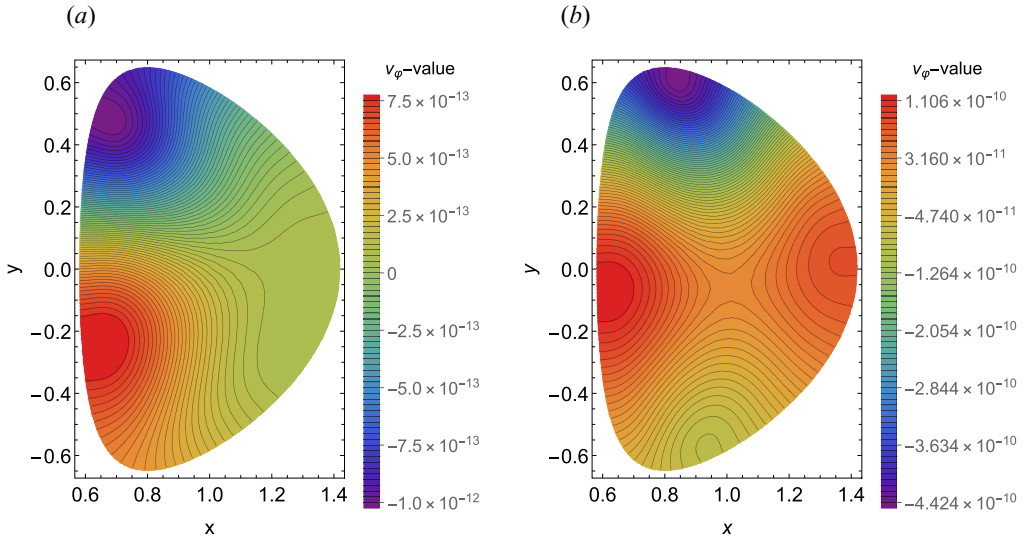 (a)
v_φ–value
0.6
0.4
0.2
0.0
−0.2
−0.4
−0.6
y
0.6 0.8 1.0 1.2 1.4
x
7.5 × 10^−13
5.0 × 10^−13
2.5 × 10^−13
0
−2.5 × 10^−13
−5.0 × 10^−13
−7.5 × 10^−13
−1.0 × 10^−12
(b)
v_φ–value
0.6
0.4
0.2
0.0
−0.2
−0.4
−0.6
y
0.6 0.8 1.0 1.2 1.4
x
1.106 × 10^−10
3.160 × 10^−11
−4.740 × 10^−11
−1.264 × 10^−10
−2.054 × 10^−10
−2.844 × 10^−10
−3.634 × 10^−10
−4.424 × 10^−10